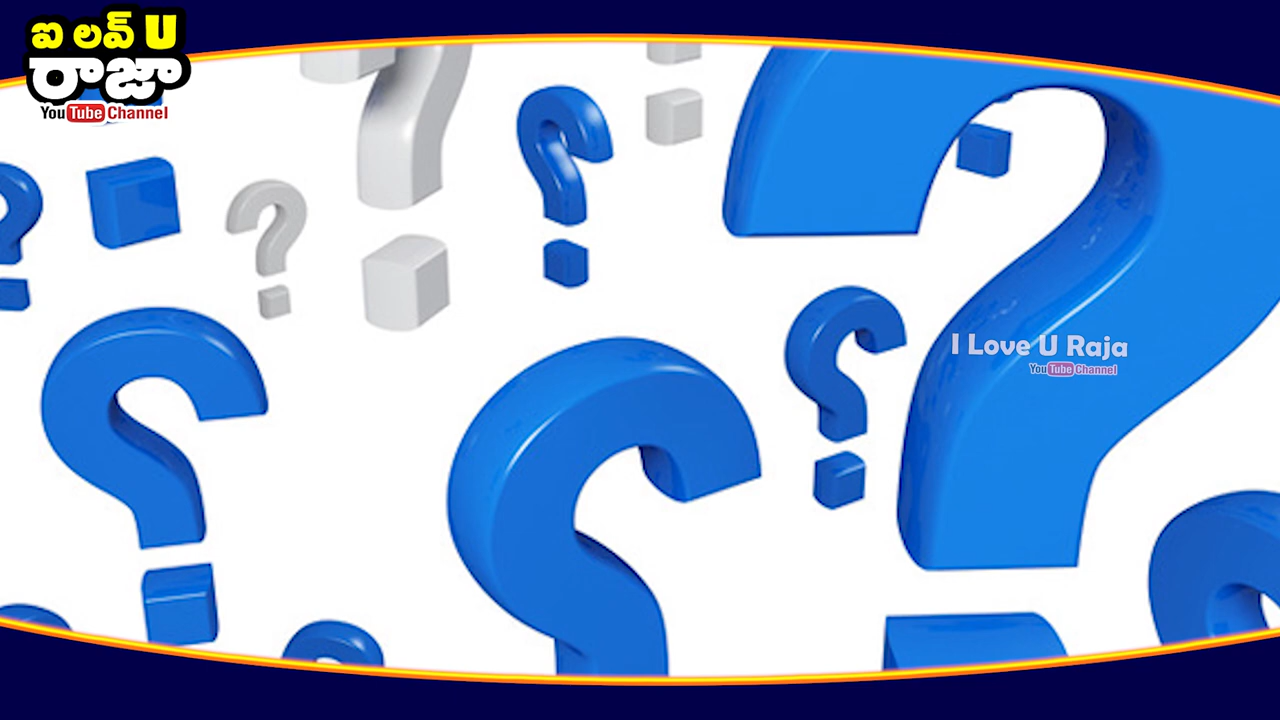 ఐ లవ్ U
రాజా
YouTube Channel
I Love U Raja
YouTube Channel